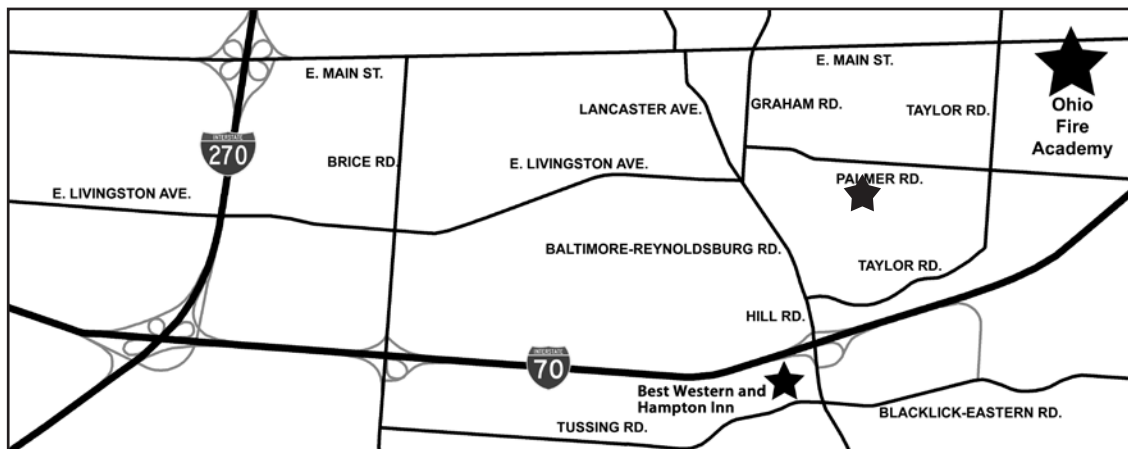 E. MAIN ST.
E. MAIN ST.
LANCASTER AVE.
GRAHAM RD.
TAYLOR RD.
Ohio
Fire
Academy
INTERSTATE
270
BRICE RD.
E. LIVINGSTON AVE.
E. LIVINGSTON AVE.
PALMER RD.
BALTIMORE-REYNOLDSBURG RD.
TAYLOR RD.
HILL RD.
INTERSTATE
70
Best Western and
Hampton Inn
TUSSING RD.
BLACKLICK-EASTERN RD.